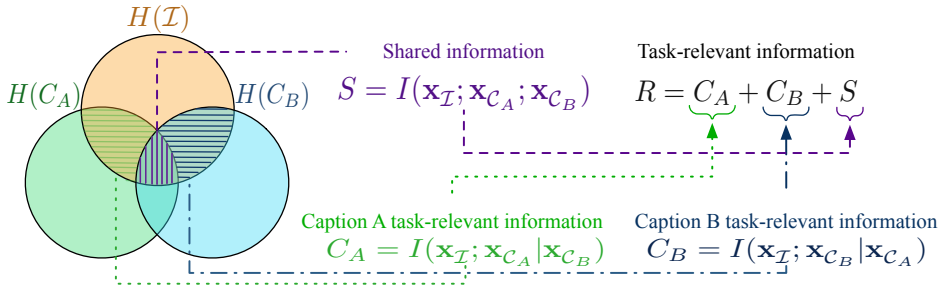 H(𝓘)
H(C_A)
H(C_B)
Shared information
S = I(𝐱_𝓘; 𝐱_{𝓒_A}; 𝐱_{𝓒_B})
Task-relevant information
R = C_A + C_B + S
Caption A task-relevant information
C_A = I(𝐱_𝓘; 𝐱_{𝓒_A}|𝐱_{𝓒_B})
Caption B task-relevant information
C_B = I(𝐱_𝓘; 𝐱_{𝓒_B}|𝐱_{𝓒_A})